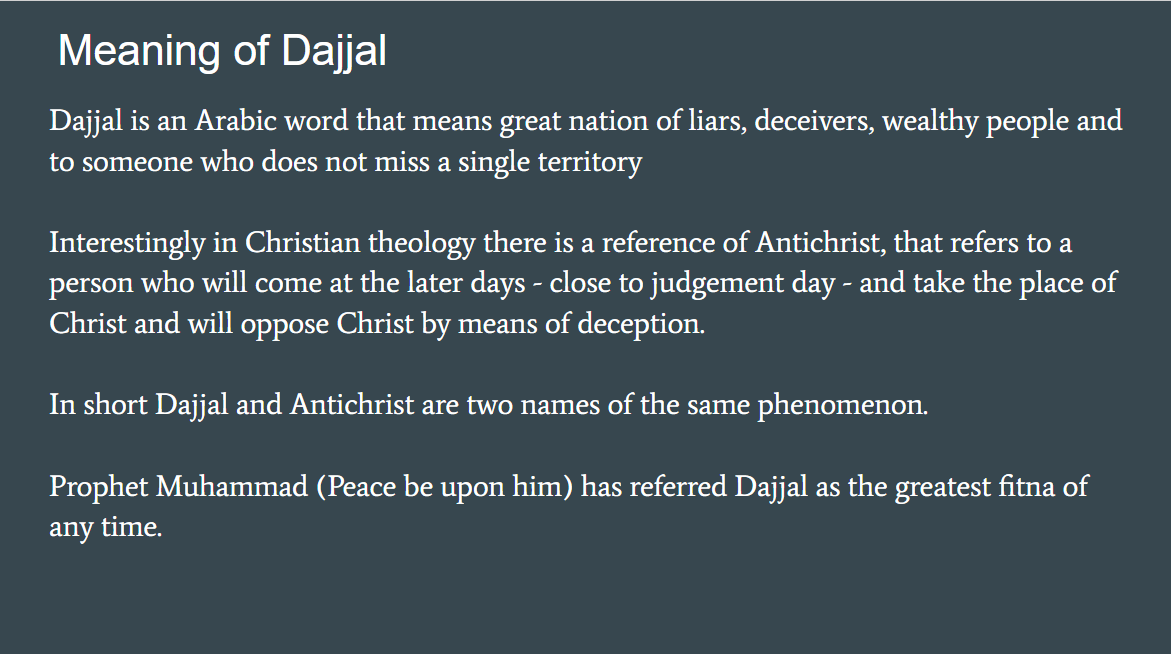 Meaning of Dajjal
Dajjal is an Arabic word that means great nation of liars, deceivers, wealthy people and
to someone who does not miss a single territory
Interestingly in Christian theology there is a reference of Antichrist, that refers to a
person who will come at the later days - close to judgement day - and take the place of
Christ and will oppose Christ by means of deception.
In short Dajjal and Antichrist are two names of the same phenomenon.
Prophet Muhammad (Peace be upon him) has referred Dajjal as the greatest fitna of
any time.